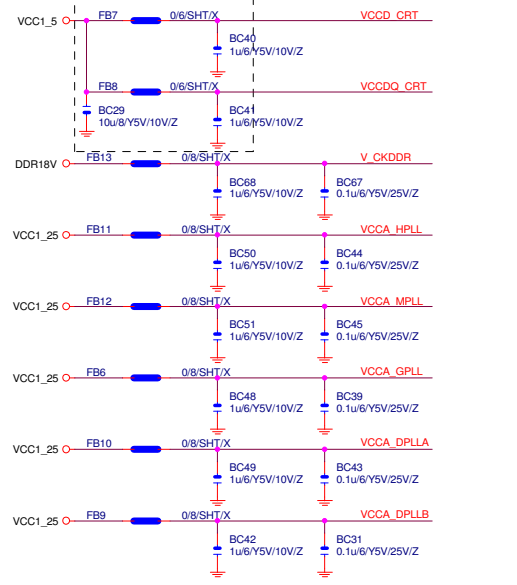 VCC1_5 FB7 0/6/SHT/X VCCD_CRT
BC40
1u/6/Y5V/10V/Z
FB8 0/6/SHT/X VCCDQ_CRT
BC29
10u/8/Y5V/10V/Z
BC41
1u/6/Y5V/10V/Z
DDR18V FB13 0/8/SHT/X V_CKDDR
BC68 BC67
1u/6/Y5V/10V/Z 0.1u/6/Y5V/25V/Z
VCC1_25 FB11 0/8/SHT/X VCCA_HPLL
BC50 BC44
1u/6/Y5V/10V/Z 0.1u/6/Y5V/25V/Z
VCC1_25 FB12 0/8/SHT/X VCCA_MPLL
BC51 BC45
1u/6/Y5V/10V/Z 0.1u/6/Y5V/25V/Z
VCC1_25 FB6 0/8/SHT/X VCCA_GPLL
BC48 BC39
1u/6/Y5V/10V/Z 0.1u/6/Y5V/25V/Z
VCC1_25 FB10 0/8/SHT/X VCCA_DPLLA
BC49 BC43
1u/6/Y5V/10V/Z 0.1u/6/Y5V/25V/Z
VCC1_25 FB9 0/8/SHT/X VCCA_DPLLB
BC42 BC31
1u/6/Y5V/10V/Z 0.1u/6/Y5V/25V/Z